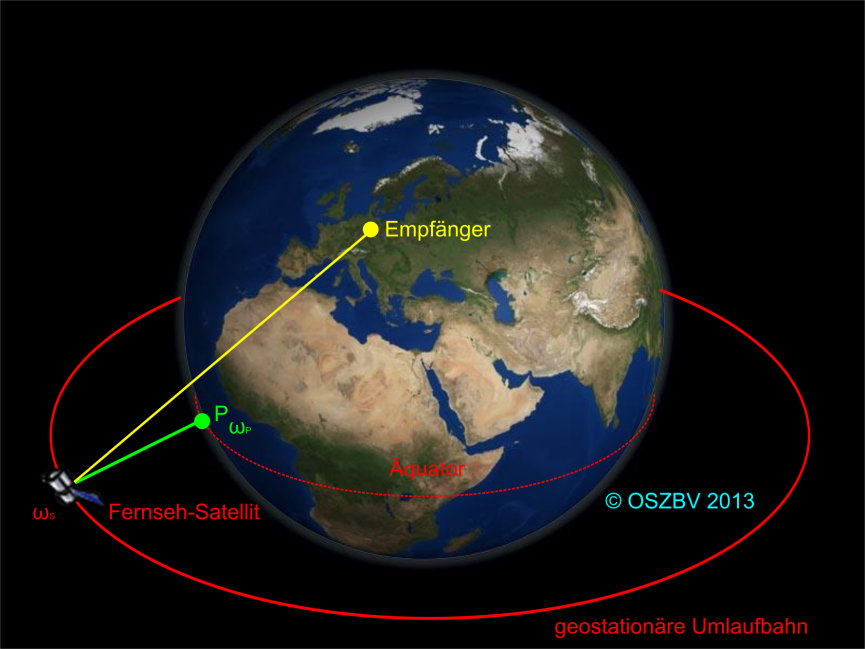 Empfänger
P
ωP
Äquator
© OSZBV 2013
ωS
Fernseh-Satellit
geostationäre Umlaufbahn